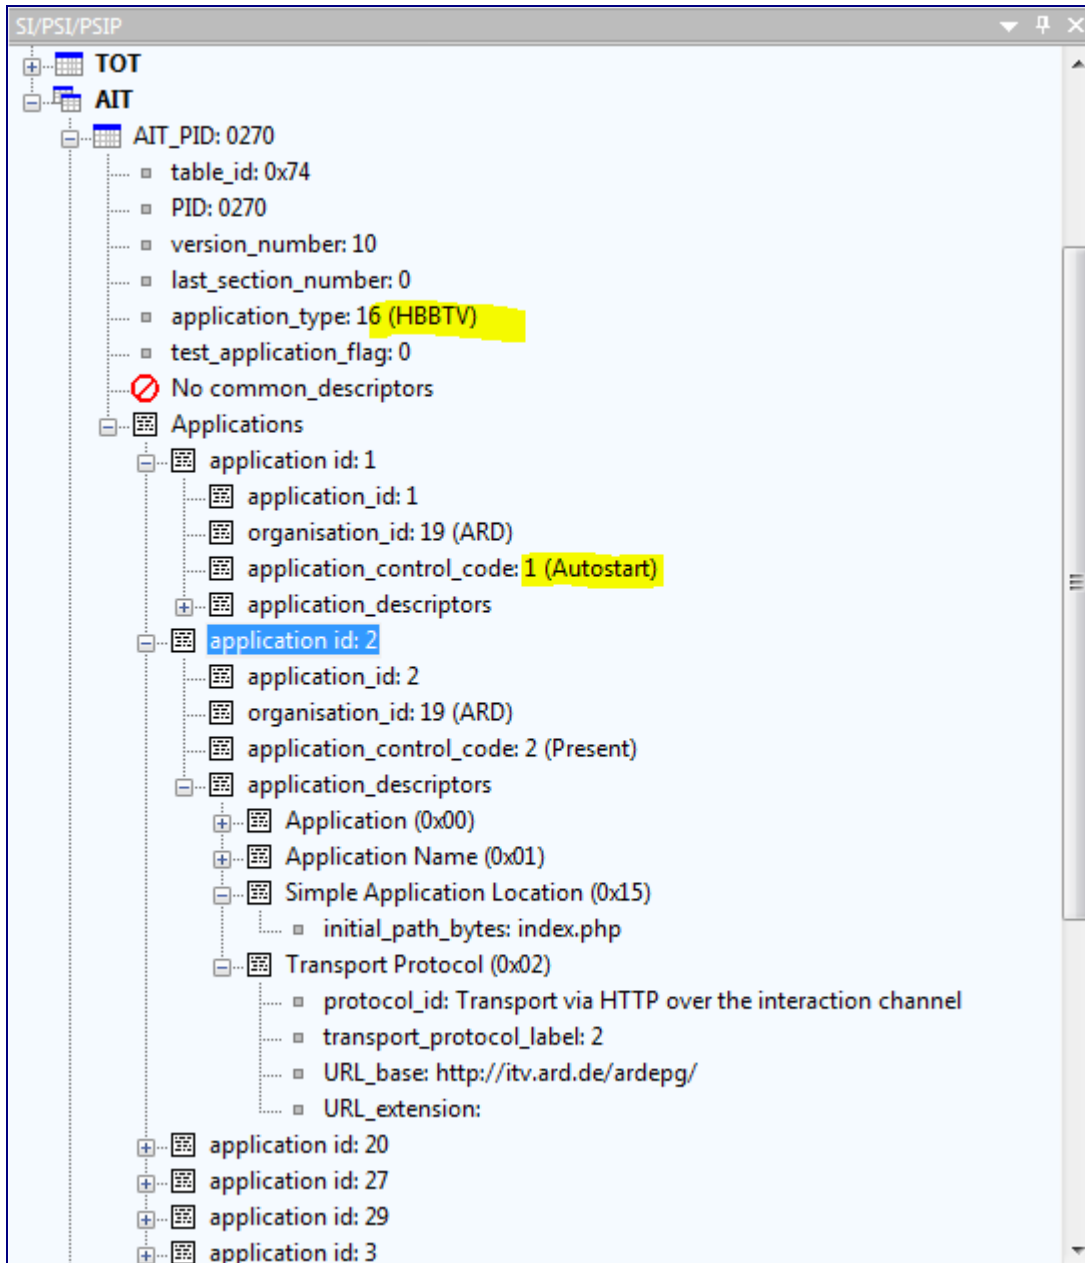 SI/PSI/PSIP
TOT
AIT
AIT_PID: 0270
table_id: 0x74
PID: 0270
version_number: 10
last_section_number: 0
application_type: 16 (HBBTV)
test_application_flag: 0
No common_descriptors
Applications
application id: 1
application_id: 1
organisation_id: 19 (ARD)
application_control_code: 1 (Autostart)
application_descriptors
application id: 2
application_id: 2
organisation_id: 19 (ARD)
application_control_code: 2 (Present)
application_descriptors
Application (0x00)
Application Name (0x01)
Simple Application Location (0x15)
initial_path_bytes: index.php
Transport Protocol (0x02)
protocol_id: Transport via HTTP over the interaction channel
transport_protocol_label: 2
URL_base: http://itv.ard.de/ardepg/
URL_extension:
application id: 20
application id: 27
application id: 29
application id: 3